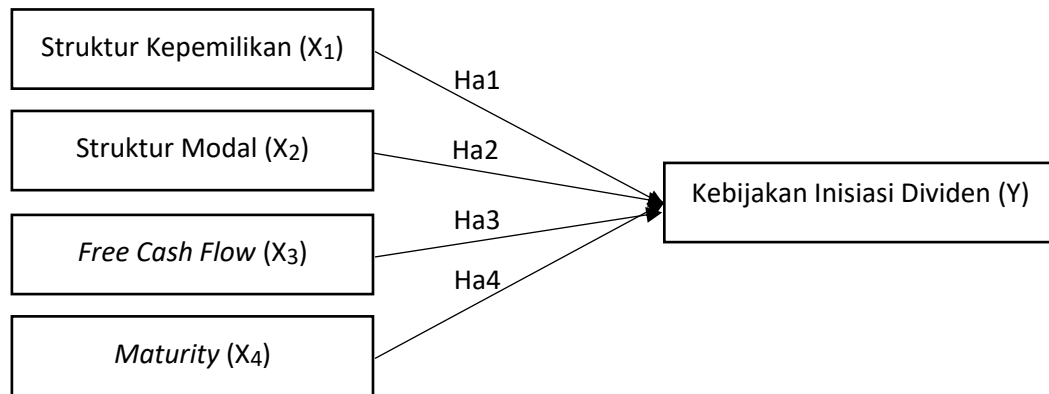 Struktur Kepemilikan (X1)
Ha1
Struktur Modal (X2)
Ha2
Kebijakan Inisiasi Dividen (Y)
Free Cash Flow (X3)
Ha3
Ha4
Maturity (X4)